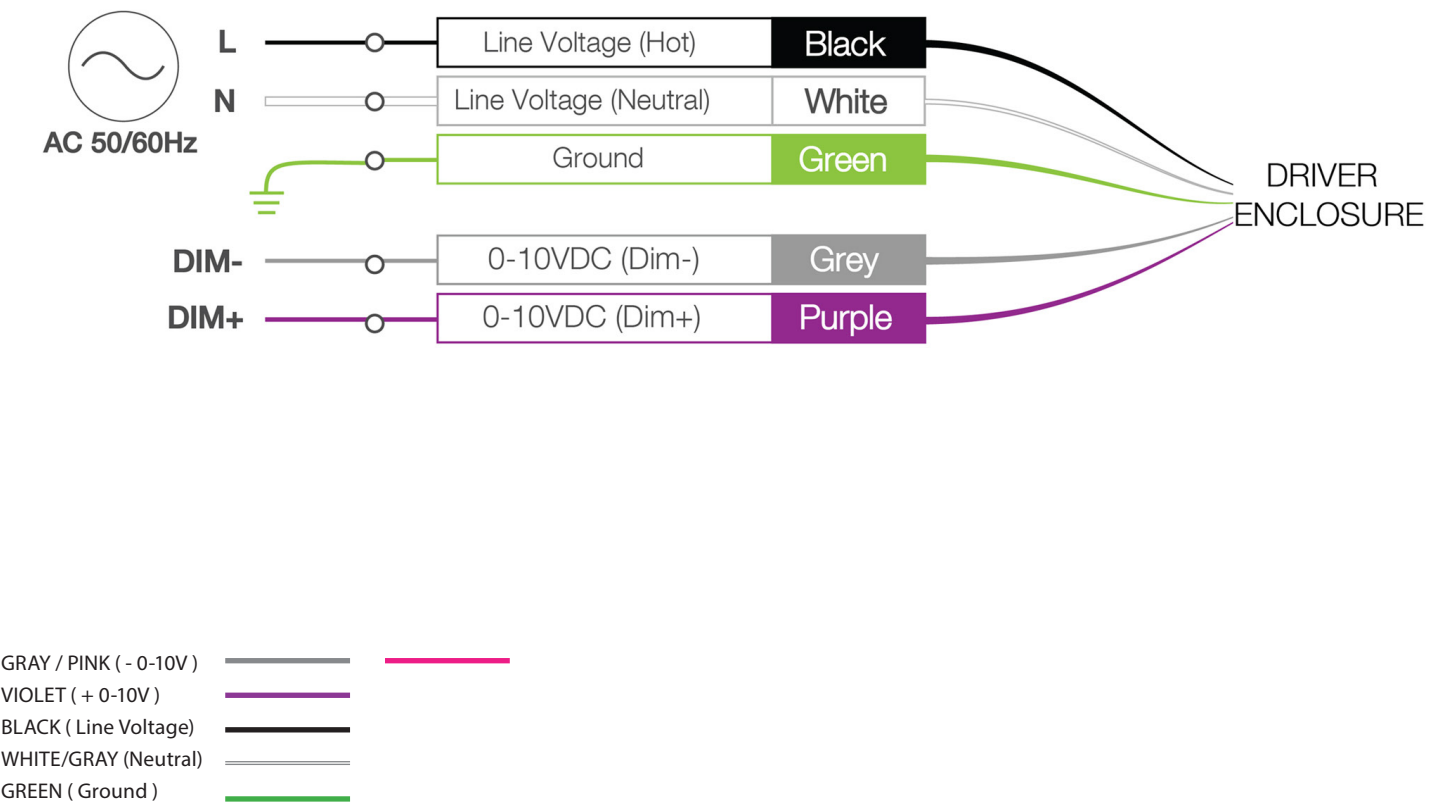 L
Line Voltage (Hot)
Black
N
Line Voltage (Neutral)
White
AC 50/60Hz
Ground
Green
DRIVER
ENCLOSURE
DIM-
0-10VDC (Dim-)
Grey
DIM+
0-10VDC (Dim+)
Purple
GRAY / PINK ( - 0-10V )
VIOLET ( + 0-10V )
BLACK ( Line Voltage)
WHITE/GRAY (Neutral)
GREEN ( Ground )